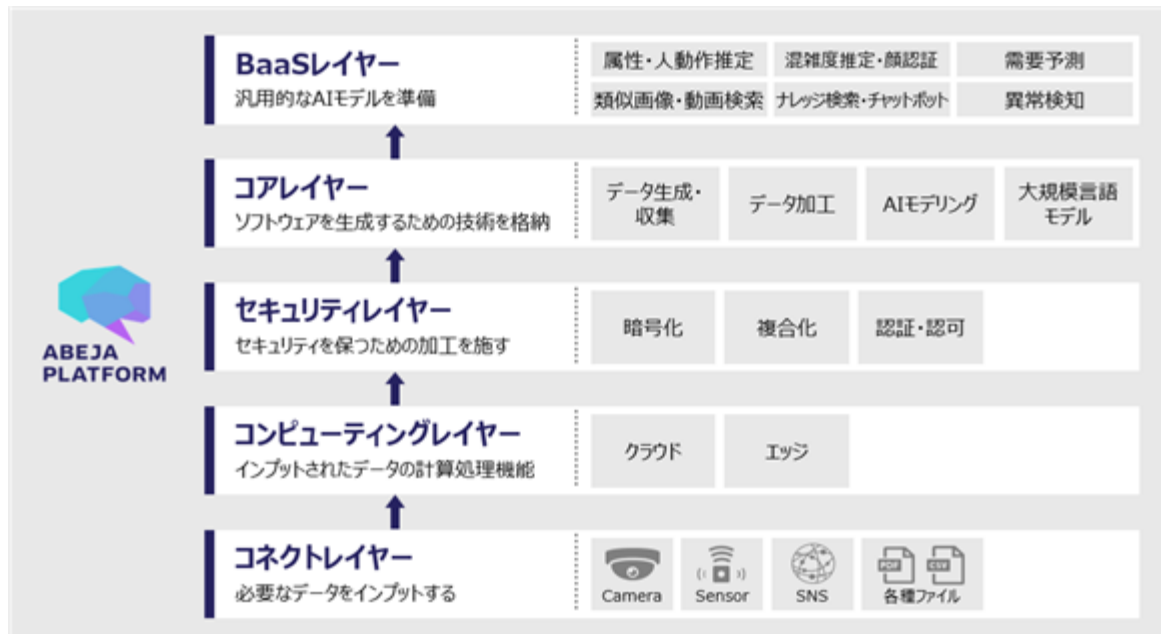 BaaSレイヤー
汎用的なAIモデルを準備
属性・人動作推定
混雑度推定・顔認証
需要予測
類似画像・動画検索
ナレッジ検索・チャットボット
異常検知
コアレイヤー
ソフトウェアを生成するための技術を格納
データ生成・
収集
データ加工
AIモデリング
大規模言語
モデル
ABEJA
PLATFORM
セキュリティレイヤー
セキュリティを保つための加工を施す
暗号化
複合化
認証・認可
コンピューティングレイヤー
インプットされたデータの計算処理機能
クラウド
エッジ
コネクトレイヤー
必要なデータをインプットする
Camera
Sensor
SNS
PDF
CSV
各種ファイル